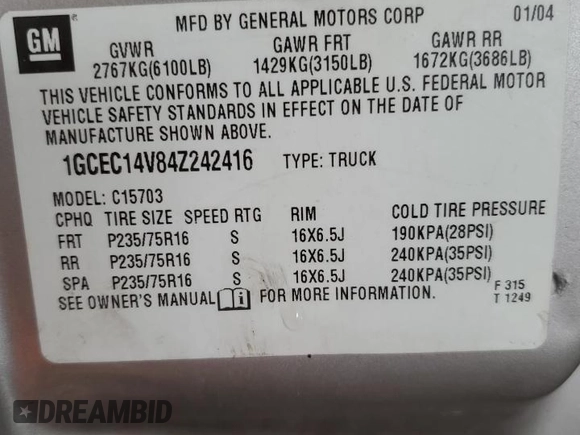 GM
MFD BY GENERAL MOTORS CORP 01/04
GVWR GAWR FRT GAWR RR
2767KG(6100LB) 1429KG(3150LB) 1672KG(3686LB)
THIS VEHICLE CONFORMS TO ALL APPLICABLE U.S. FEDERAL MOTOR
VEHICLE SAFETY STANDARDS IN EFFECT ON THE DATE OF
MANUFACTURE SHOWN ABOVE.
1GCEC14V84Z242416 TYPE: TRUCK
MODEL: C15703
CPHQ TIRE SIZE SPEED RTG RIM COLD TIRE PRESSURE
FRT P235/75R16 S 16X6.5J 190KPA(28PSI)
RR P235/75R16 S 16X6.5J 240KPA(35PSI)
SPA P235/75R16 S 16X6.5J 240KPA(35PSI)
SEE OWNER'S MANUAL i FOR MORE INFORMATION.
F 315
T 1249
DREAMBID